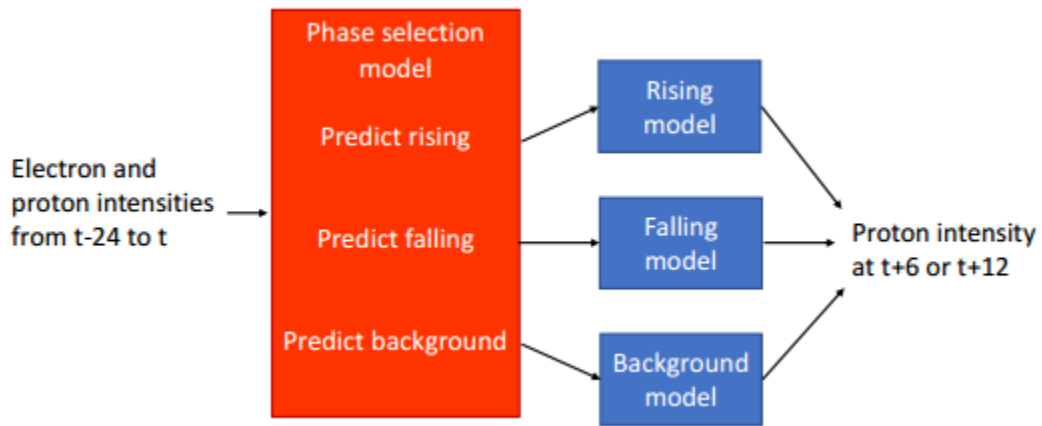 Electron and
proton intensities
from t-24 to t
Phase selection
model
Predict rising
Predict falling
Predict background
Rising
model
Falling
model
Background
model
Proton intensity
at t+6 or t+12